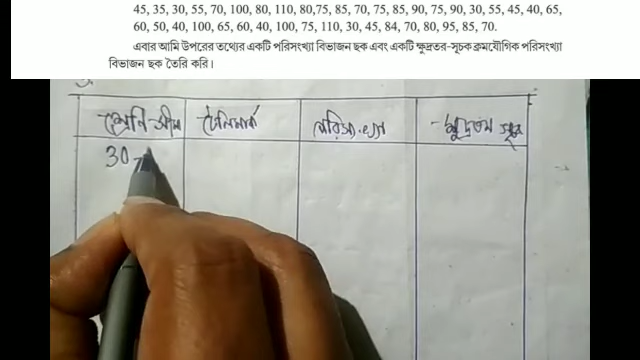 45, 35, 30, 55, 70, 100, 80, 110, 80,75, 85, 70, 75, 85, 90, 75, 90, 30, 55, 45, 40, 65,
60, 50, 40, 100, 65, 60, 40, 100, 75, 110, 30, 45, 84, 70, 80, 95, 85, 70.
এবার আমি উপরের তথ্যের একটি পরিসংখ্যা বিভাজন ছক এবং একটি ক্ষুদ্রতর-সূচক ক্রমযৌগিক পরিসংখ্যা
বিভাজন ছক তৈরি করি।
শ্রেণি সীমা টেলিমার্ক পরিসংখ্যা ক্ষুদ্রতম সূচক
30 -